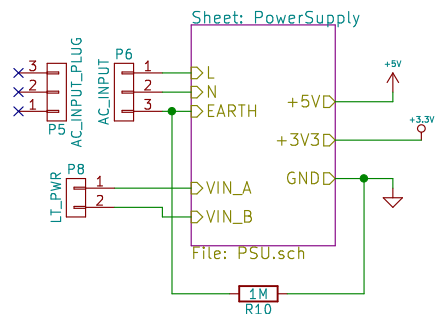 Sheet: PowerSupply
3
2
1
P5
AC_INPUT_PLUG
P6
AC_INPUT
1
2
3
L
N
EARTH
+5V
+3V3
GND
+5V
+3.3V
P8
LT_PWR
1
2
VIN_A
VIN_B
File: PSU.sch
1M
R10